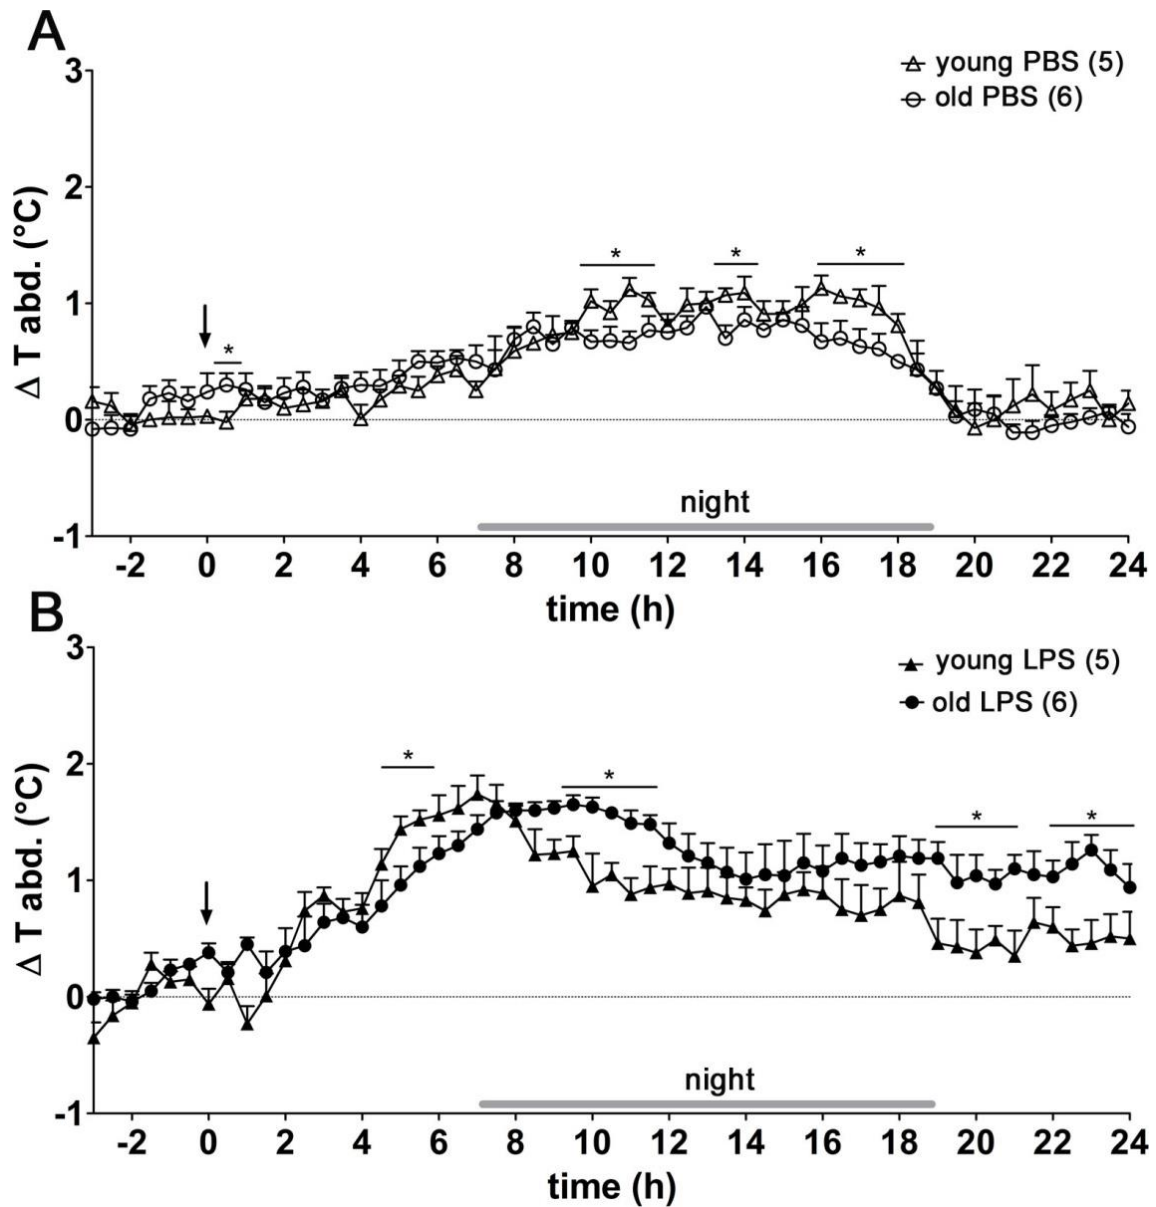 A
young PBS (5)
old PBS (6)
3
2
1
0
-1
Δ T abd. (°C)
*
*
*
*
night
-2 0 2 4 6 8 10 12 14 16 18 20 22 24
time (h)
B
young LPS (5)
old LPS (6)
3
2
1
0
-1
Δ T abd. (°C)
*
*
*
*
night
-2 0 2 4 6 8 10 12 14 16 18 20 22 24
time (h)